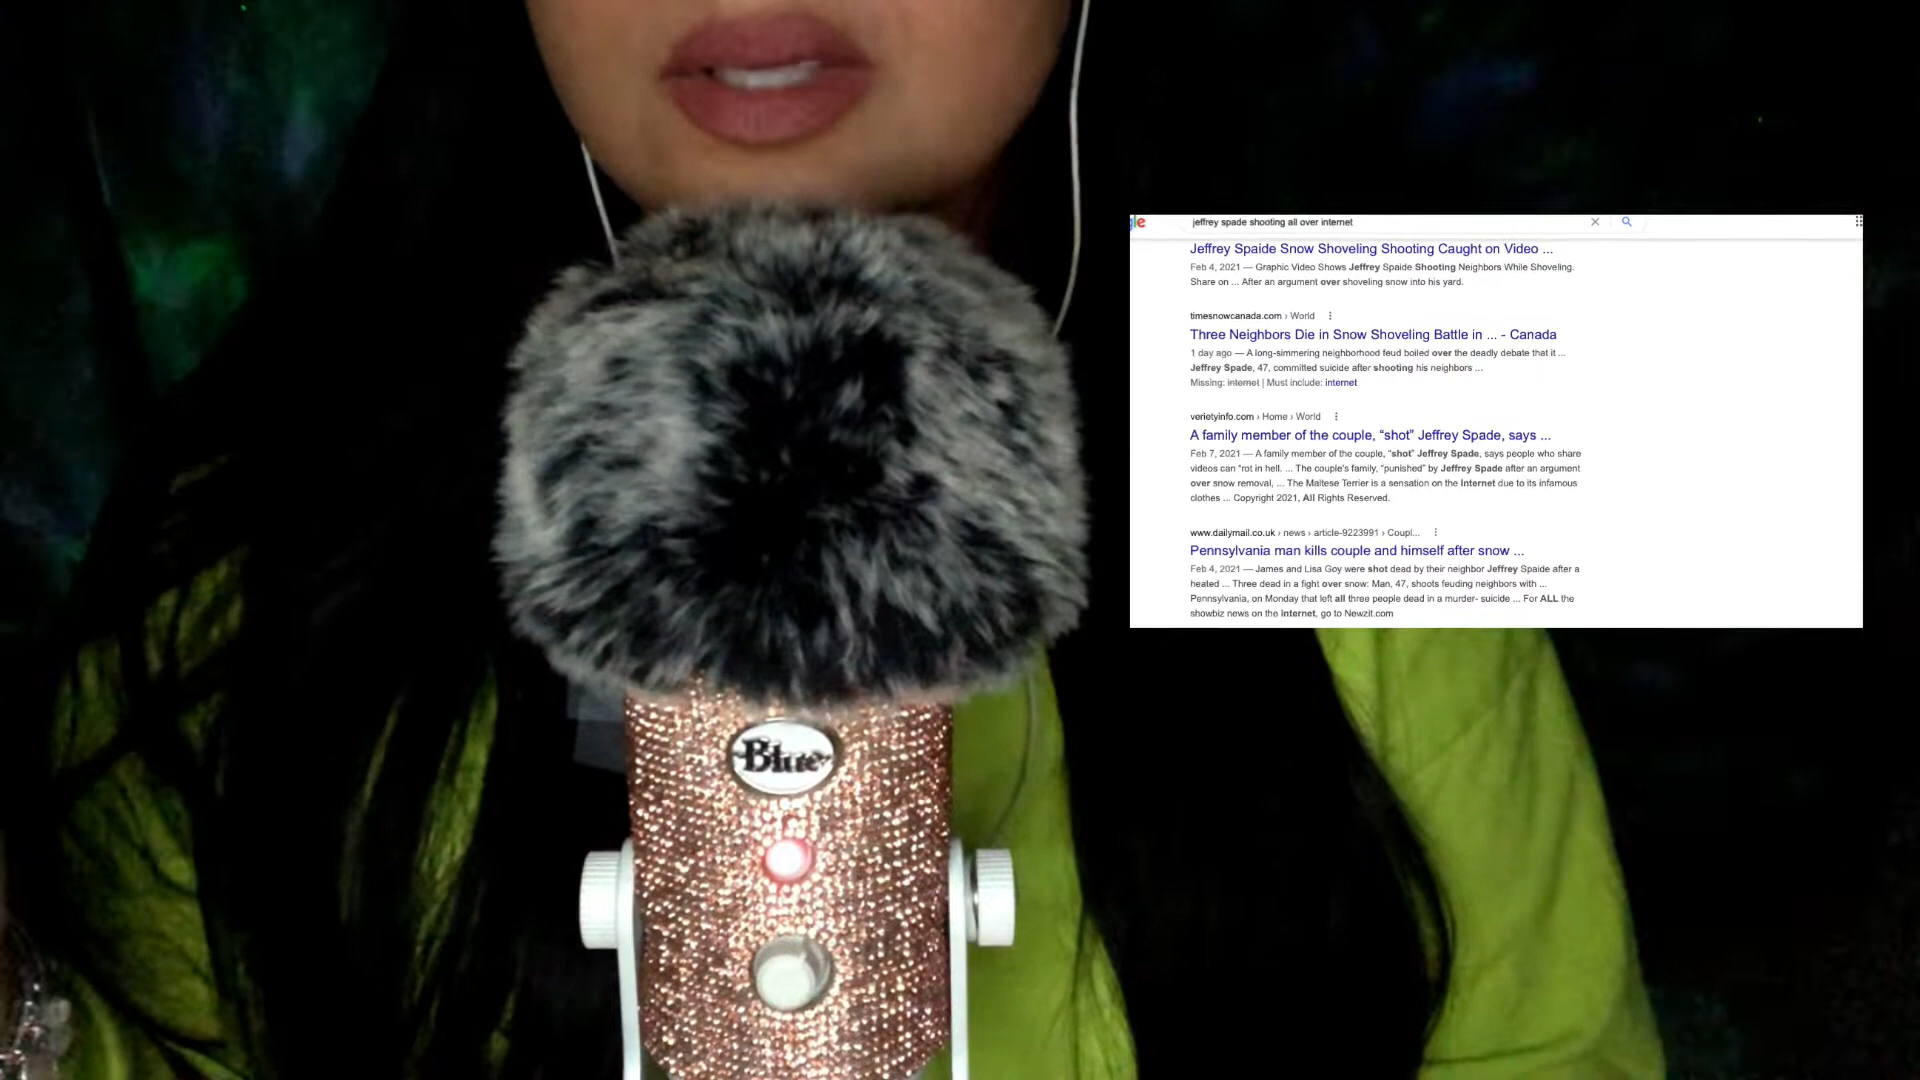 gle
jeffrey spade shooting all over internet
Jeffrey Spaide Snow Shoveling Shooting Caught on Video ...
Feb 4, 2021 — Graphic Video Shows Jeffrey Spaide Shooting Neighbors While Shoveling.
Share on ... After an argument over shoveling snow into his yard.
timesnowcanada.com › World
Three Neighbors Die in Snow Shoveling Battle in ... - Canada
1 day ago — A long-simmering neighborhood feud boiled over the deadly debate that it ...
Jeffrey Spade, 47, committed suicide after shooting his neighbors ...
Missing: internet | Must include: internet
verietyinfo.com › Home › World
A family member of the couple, “shot” Jeffrey Spade, says ...
Feb 7, 2021 — A family member of the couple, “shot” Jeffrey Spade, says people who share
videos can “rot in hell. ... The couple's family, “punished” by Jeffrey Spade after an argument
over snow removal, ... The Maltese Terrier is a sensation on the Internet due to its infamous
clothes ... Copyright 2021, All Rights Reserved.
www.dailymail.co.uk › news › article-9223991 › Coupl...
Pennsylvania man kills couple and himself after snow ...
Feb 4, 2021 — James and Lisa Goy were shot dead by their neighbor Jeffrey Spaide after a
heated ... Three dead in a fight over snow: Man, 47, shoots feuding neighbors with ...
Pennsylvania, on Monday that left all three people dead in a murder- suicide ... For ALL the
showbiz news on the internet, go to Newzit.com
Blue